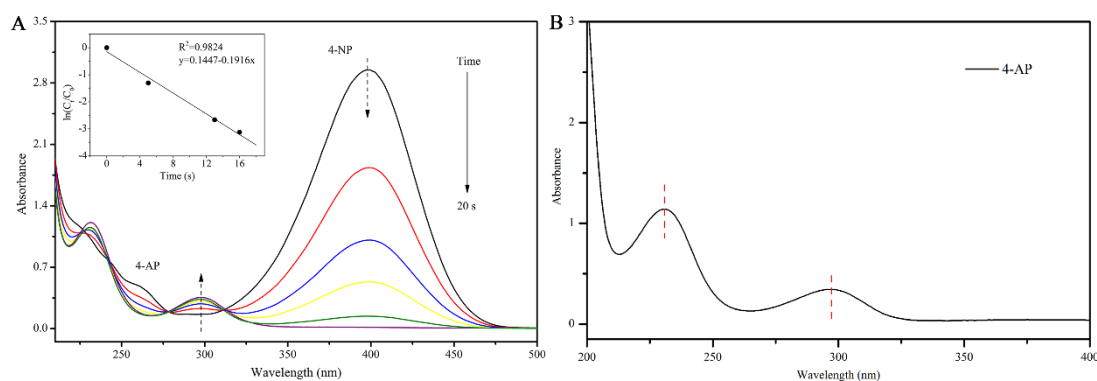 A
3.5
2.8
2.1
1.4
0.7
0.0
Absorbance
250
300
350
400
450
500
Wavelength (nm)
4-NP
Time
20 s
4-AP
R²=0.9824
y=0.1447-0.1916x
0
-1
-2
-3
-4
ln(Cₜ/C₀)
0
4
8
12
16
Time (s)
B
3
2
1
0
Absorbance
200
250
300
350
400
Wavelength (nm)
4-AP